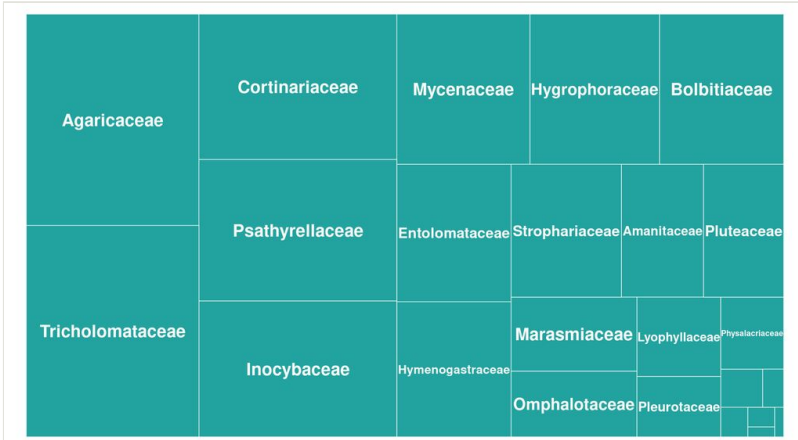 Agaricaceae
Tricholomataceae
Cortinariaceae
Psathyrellaceae
Inocybaceae
Mycenaceae
Hygrophoraceae
Bolbitiaceae
Entolomataceae
Hymenogastraceae
Strophariaceae
Amanitaceae
Pluteaceae
Marasmiaceae
Omphalotaceae
Lyophyllaceae
Pleurotaceae
Physalacriaceae